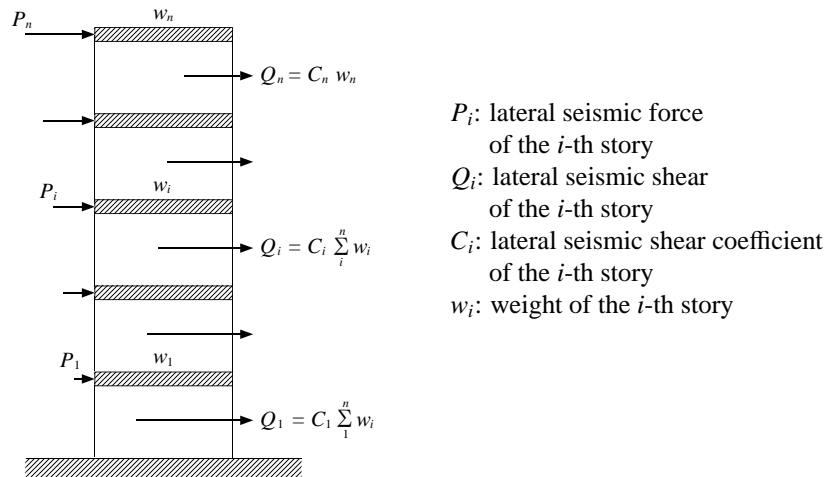 wₙ
Pₙ
Qₙ = Cₙ wₙ
wᵢ
Pᵢ
Qᵢ = Cᵢ ∑ᵢⁿ wᵢ
w₁
P₁
Q₁ = C₁ ∑₁ⁿ wᵢ
Pᵢ: lateral seismic force
of the i-th story
Qᵢ: lateral seismic shear
of the i-th story
Cᵢ: lateral seismic shear coefficient
of the i-th story
wᵢ: weight of the i-th story